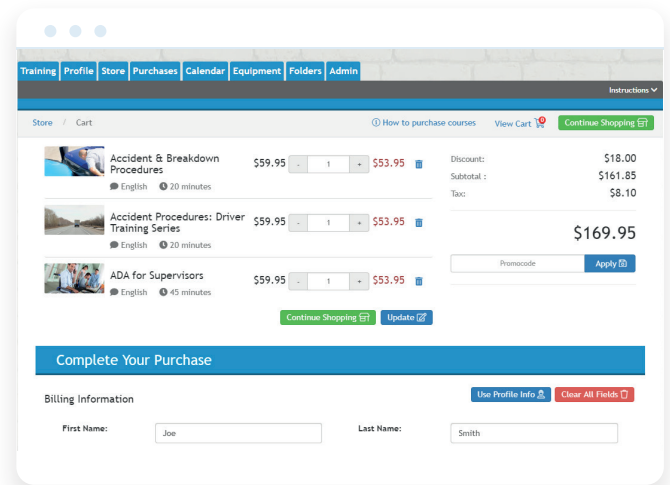 Training Profile Store Purchases Calendar Equipment Folders Admin
Instructions
Store / Cart How to purchase courses View Cart 0 Continue Shopping
Accident & Breakdown
Procedures
English 20 minutes
$59.95 - 1 + $53.95
Accident Procedures: Driver
Training Series
English 20 minutes
$59.95 - 1 + $53.95
ADA for Supervisors
English 45 minutes
$59.95 - 1 + $53.95
Continue Shopping Update
Discount: $18.00
Subtotal : $161.85
Tax: $8.10
$169.95
Promocode Apply
Complete Your Purchase
Billing Information Use Profile Info Clear All Fields
First Name: Joe Last Name: Smith